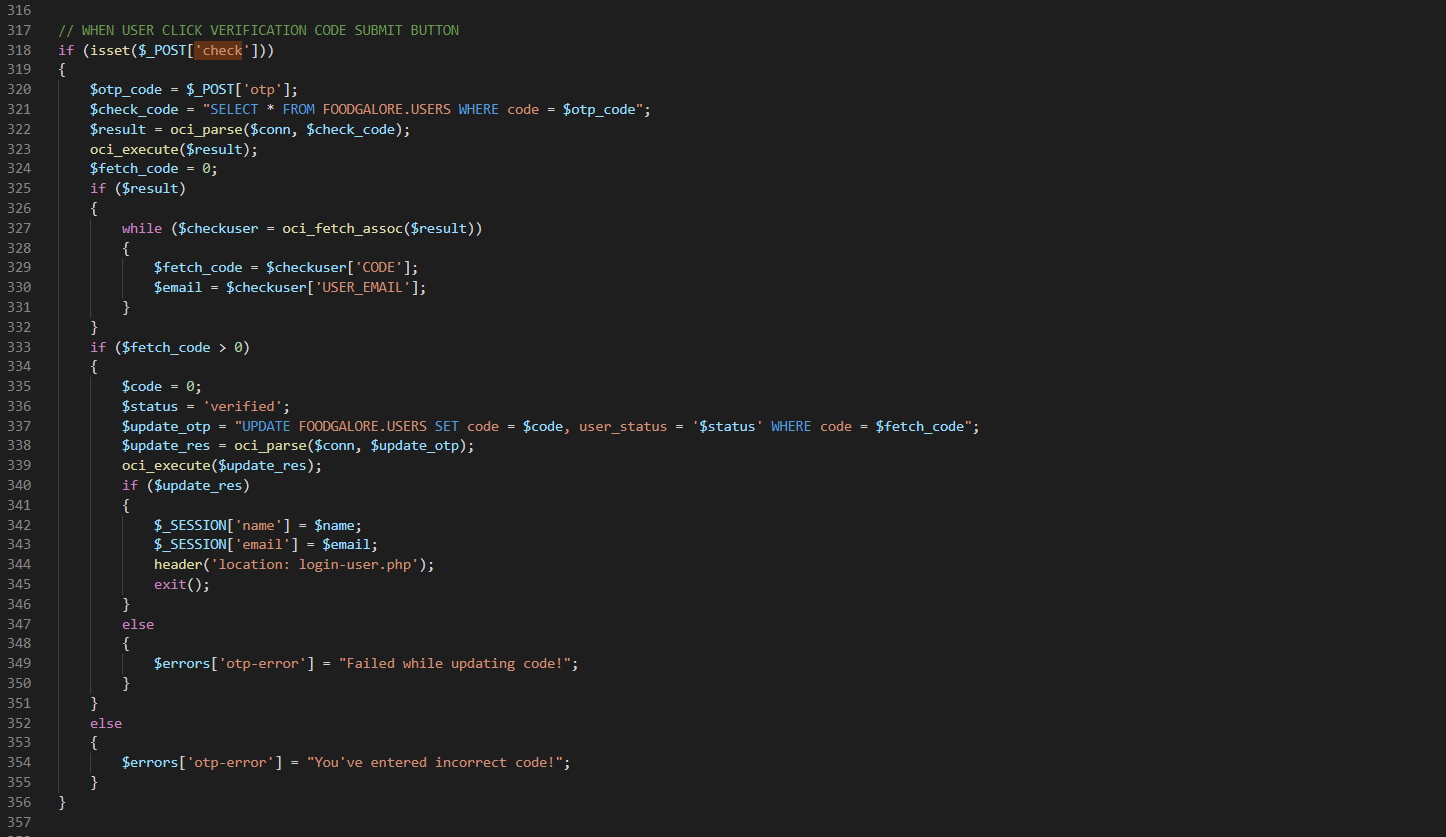 316
317 // WHEN USER CLICK VERIFICATION CODE SUBMIT BUTTON
318 if (isset($_POST['check']))
319 {
320     $otp_code = $_POST['otp'];
321     $check_code = "SELECT * FROM FOODGALORE.USERS WHERE code = $otp_code";
322     $result = oci_parse($conn, $check_code);
323     oci_execute($result);
324     $fetch_code = 0;
325     if ($result)
326     {
327         while ($checkuser = oci_fetch_assoc($result))
328         {
329             $fetch_code = $checkuser['CODE'];
330             $email = $checkuser['USER_EMAIL'];
331         }
332     }
333     if ($fetch_code > 0)
334     {
335         $code = 0;
336         $status = 'verified';
337         $update_otp = "UPDATE FOODGALORE.USERS SET code = $code, user_status = '$status' WHERE code = $fetch_code";
338         $update_res = oci_parse($conn, $update_otp);
339         oci_execute($update_res);
340         if ($update_res)
341         {
342             $_SESSION['name'] = $name;
343             $_SESSION['email'] = $email;
344             header('location: login-user.php');
345             exit();
346         }
347         else
348         {
349             $errors['otp-error'] = "Failed while updating code!";
350         }
351     }
352     else
353     {
354         $errors['otp-error'] = "You've entered incorrect code!";
355     }
356 }
357